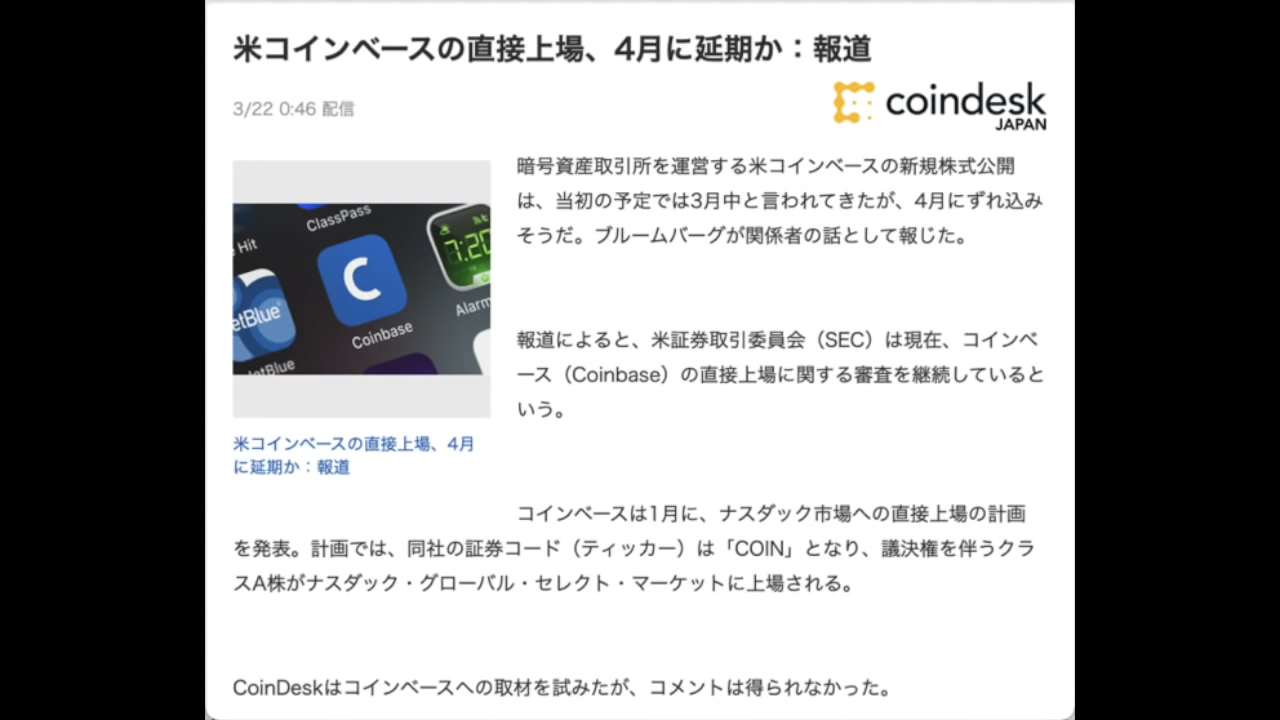 米コインベースの直接上場、4月に延期か：報道
3/22 0:46 配信
coindesk
JAPAN
暗号資産取引所を運営する米コインベースの新規株式公開
は、当初の予定では3月中と言われてきたが、4月にずれ込み
そうだ。ブルームバーグが関係者の話として報じた。
ClassPass
Hit
7:20
C
etBlue
Coinbase
Alarm
etBlue
報道によると、米証券取引委員会（SEC）は現在、コインベ
ース（Coinbase）の直接上場に関する審査を継続していると
いう。
米コインベースの直接上場、4月
に延期か：報道
コインベースは1月に、ナスダック市場への直接上場の計画
を発表。計画では、同社の証券コード（ティッカー）は「COIN」となり、議決権を伴うクラ
スA株がナスダック・グローバル・セレクト・マーケットに上場される。
CoinDeskはコインベースへの取材を試みたが、コメントは得られなかった。